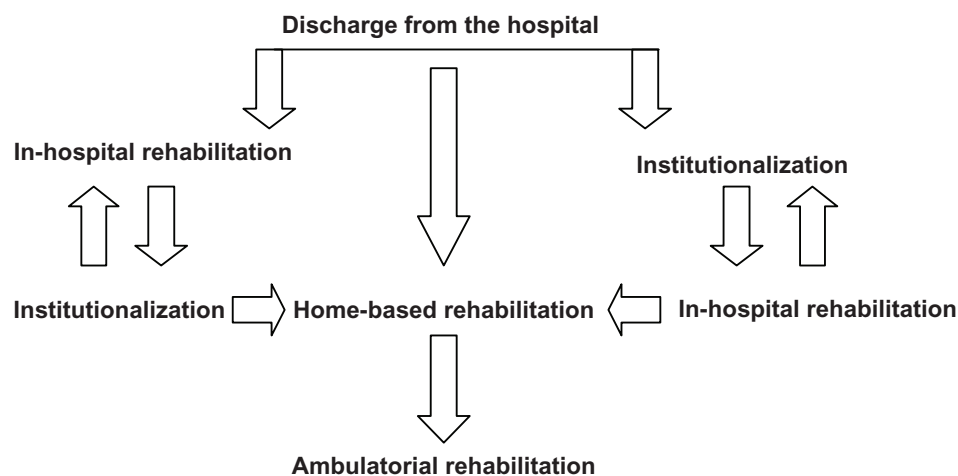 Discharge from the hospital
In-hospital rehabilitation
Institutionalization
Institutionalization
Home-based rehabilitation
In-hospital rehabilitation
Ambulatorial rehabilitation